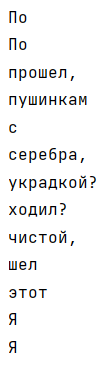 По
По
прошел,
пушинкам
с
серебра,
украдкой?
ходил?
чистой,
шел
этот
Я
Я